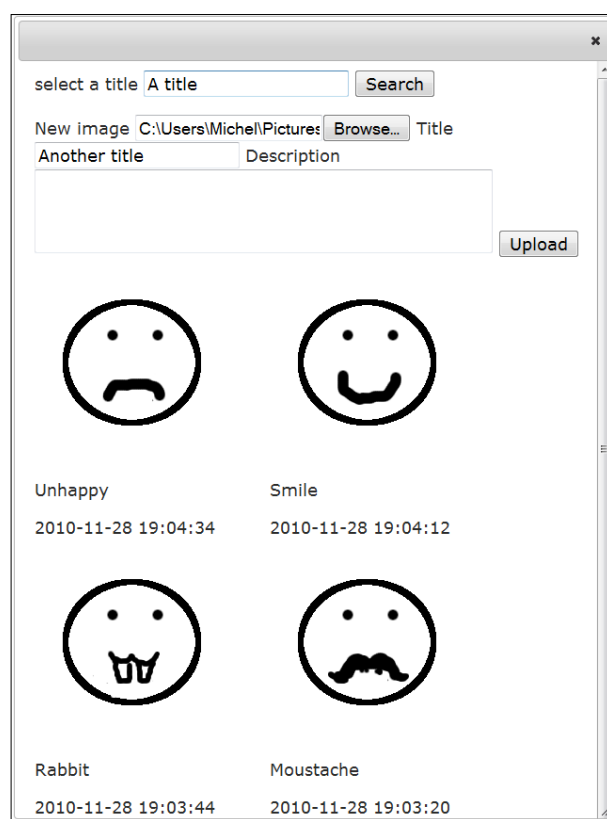 select a title A title Search
New image C:\Users\Michel\Pictures Browse... Title
Another title Description
Upload
Unhappy Smile
2010-11-28 19:04:34 2010-11-28 19:04:12
Rabbit Moustache
2010-11-28 19:03:44 2010-11-28 19:03:20